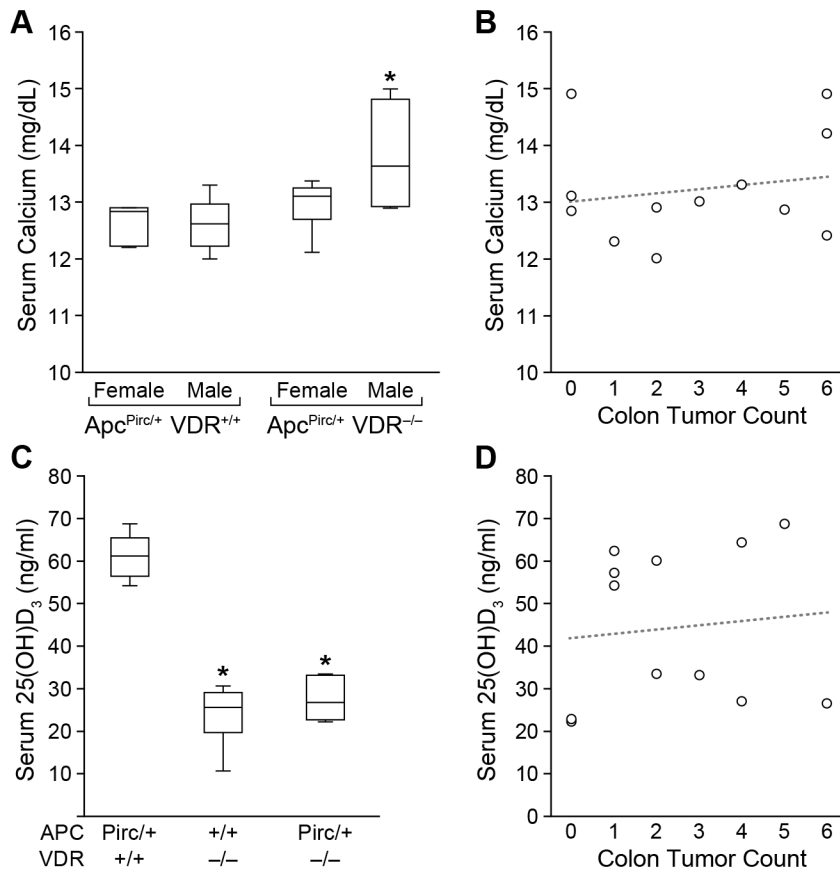 A
Serum Calcium (mg/dL)
16
15
14
13
12
11
10
*
Female Male Female Male
Apc^Pirc/+ VDR^+/+ Apc^Pirc/+ VDR^–/–
B
Serum Calcium (mg/dL)
16
15
14
13
12
11
10
0 1 2 3 4 5 6
Colon Tumor Count
C
Serum 25(OH)D₃ (ng/ml)
80
70
60
50
40
30
20
10
* *
APC Pirc/+ +/+ Pirc/+
VDR +/+ –/– –/–
D
Serum 25(OH)D₃ (ng/ml)
80
70
60
50
40
30
20
10
0
0 1 2 3 4 5 6
Colon Tumor Count